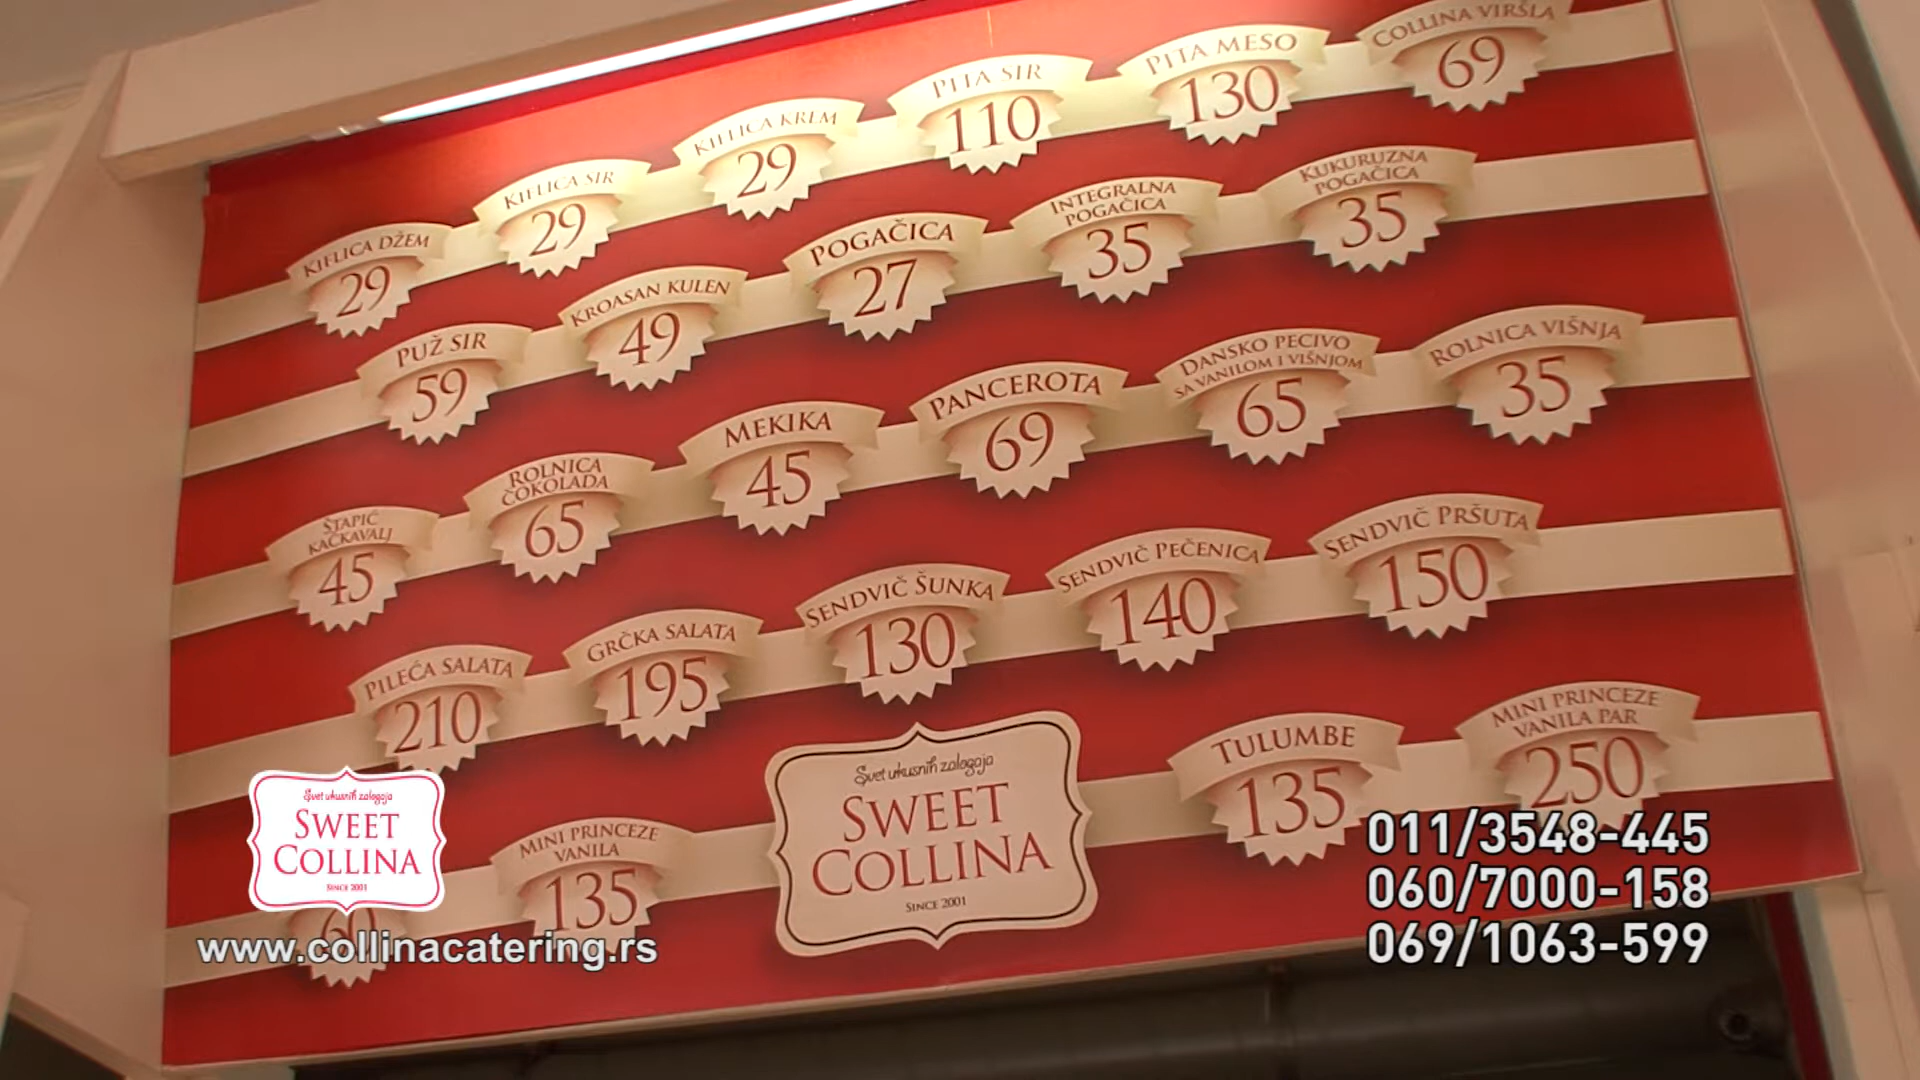 KIFLICA DŽEM
29
KIFLICA SIR
29
KIFLICA KREM
29
PITA SIR
110
PITA MESO
130
COLLINA VIRŠLA
69
PUŽ SIR
59
KROASAN KULEN
49
POGAČICA
27
INTEGRALNA
POGAČICA
35
KUKURUZNA
POGAČICA
35
ŠTAPIĆ
KAČKAVALJ
45
ROLNICA
ČOKOLADA
65
MEKIKA
45
PANCEROTA
69
DANSKO PECIVO
SA VANILOM I VIŠNJOM
65
ROLNICA VIŠNJA
35
PILEĆA SALATA
210
GRČKA SALATA
195
SENDVIČ ŠUNKA
130
SENDVIČ PEČENICA
140
SENDVIČ PRŠUTA
150
60
MINI PRINCEZE
VANILA
135
Svet ukusnih zalogaja
SWEET
COLLINA
SINCE 2001
TULUMBE
135
MINI PRINCEZE
VANILA PAR
250
Svet ukusnih zalogaja
SWEET
COLLINA
SINCE 2001
www.collinacatering.rs
011/3548-445
060/7000-158
069/1063-599